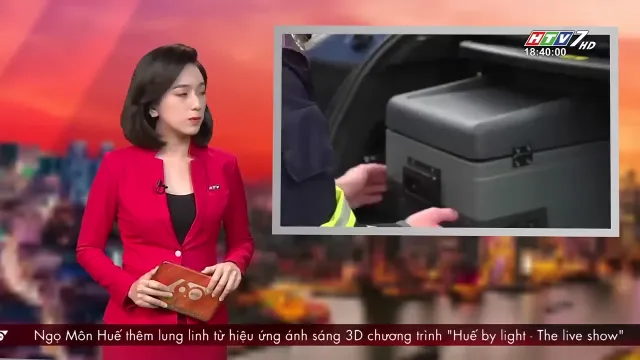 HTV7 HD
18:40:00
HTV
Ngọ Môn Huế thêm lung linh từ hiệu ứng ánh sáng 3D chương trình "Huế by light - The live show"